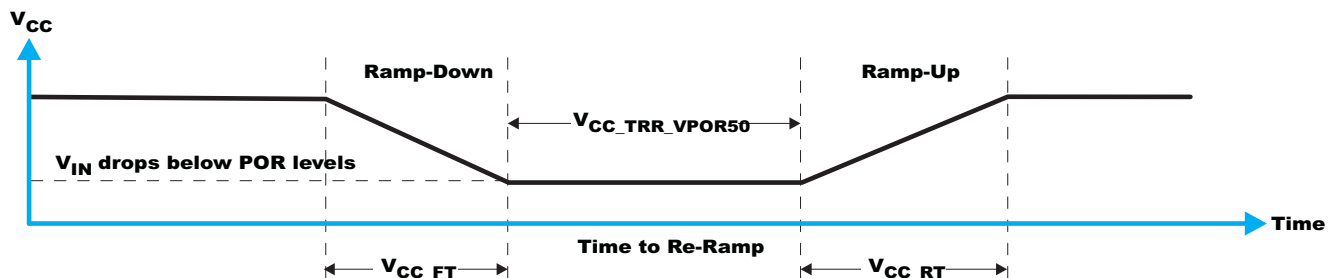 VCC
Ramp-Down
Ramp-Up
VCC_TRR_VPOR50
VIN drops below POR levels
Time
Time to Re-Ramp
VCC_FT
VCC_RT